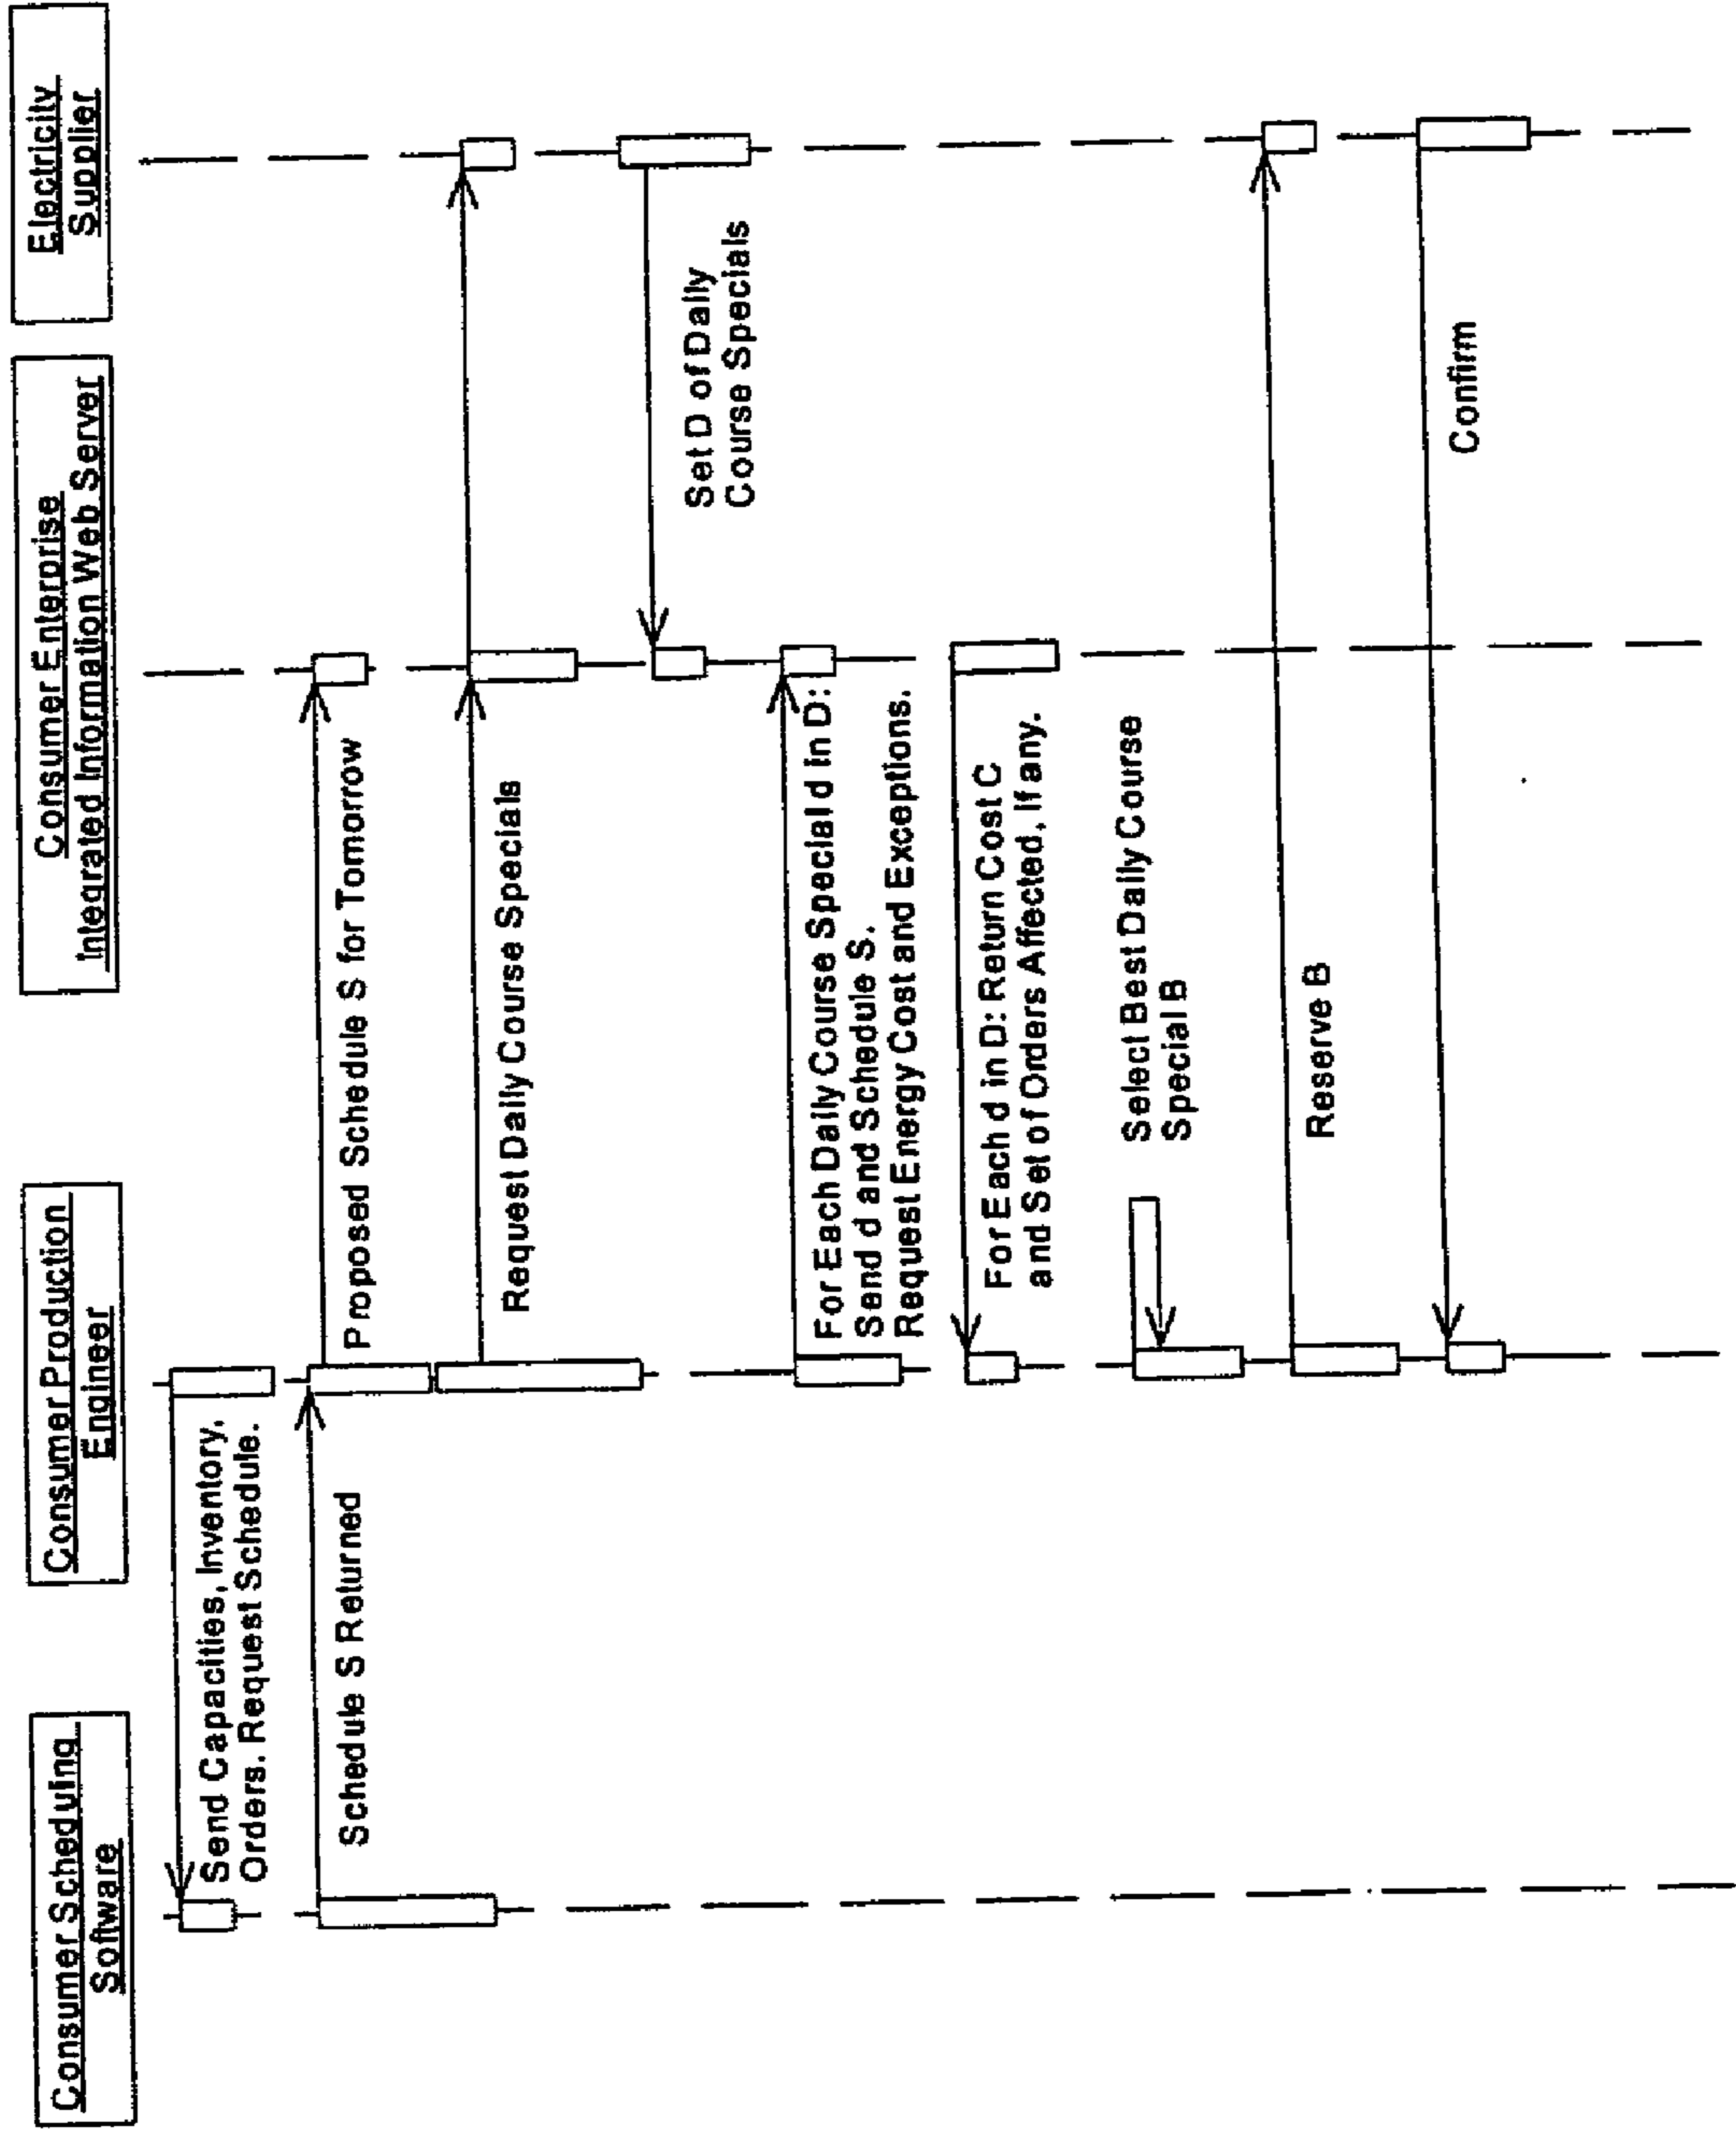 Consumer Scheduling
Software
Consumer Production
Engineer
Consumer Enterprise
Integrated Information Web Server
Electricity
Supplier
Send Capacities, Inventory,
Orders. Request Schedule.
Schedule S Returned
Proposed Schedule S for Tomorrow
Request Daily Course Specials
Set D of Daily
Course Specials
For Each Daily Course Special d in D:
Send d and Schedule S.
Request Energy Cost and Exceptions.
For Each d in D: Return Cost C
and Set of Orders Affected, If any.
Select Best Daily Course
Special B
Reserve B
Confirm